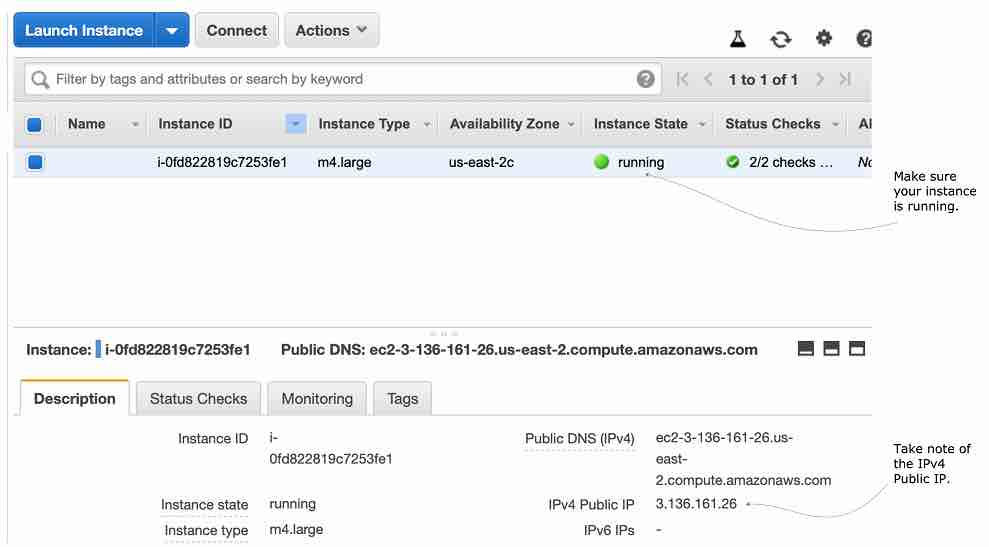 Launch Instance Connect Actions
Filter by tags and attributes or search by keyword 1 to 1 of 1
Name Instance ID Instance Type Availability Zone Instance State Status Checks Al
i-0fd822819c7253fe1 m4.large us-east-2c running 2/2 checks ... No
Make sure
your instance
is running.
Instance: i-0fd822819c7253fe1 Public DNS: ec2-3-136-161-26.us-east-2.compute.amazonaws.com
Description Status Checks Monitoring Tags
Instance ID i- Public DNS (IPv4) ec2-3-136-161-26.us-
0fd822819c7253fe1 east-
2.compute.amazonaws.com
Take note of
the IPv4
Public IP.
Instance state running IPv4 Public IP 3.136.161.26
Instance type m4.large IPv6 IPs -